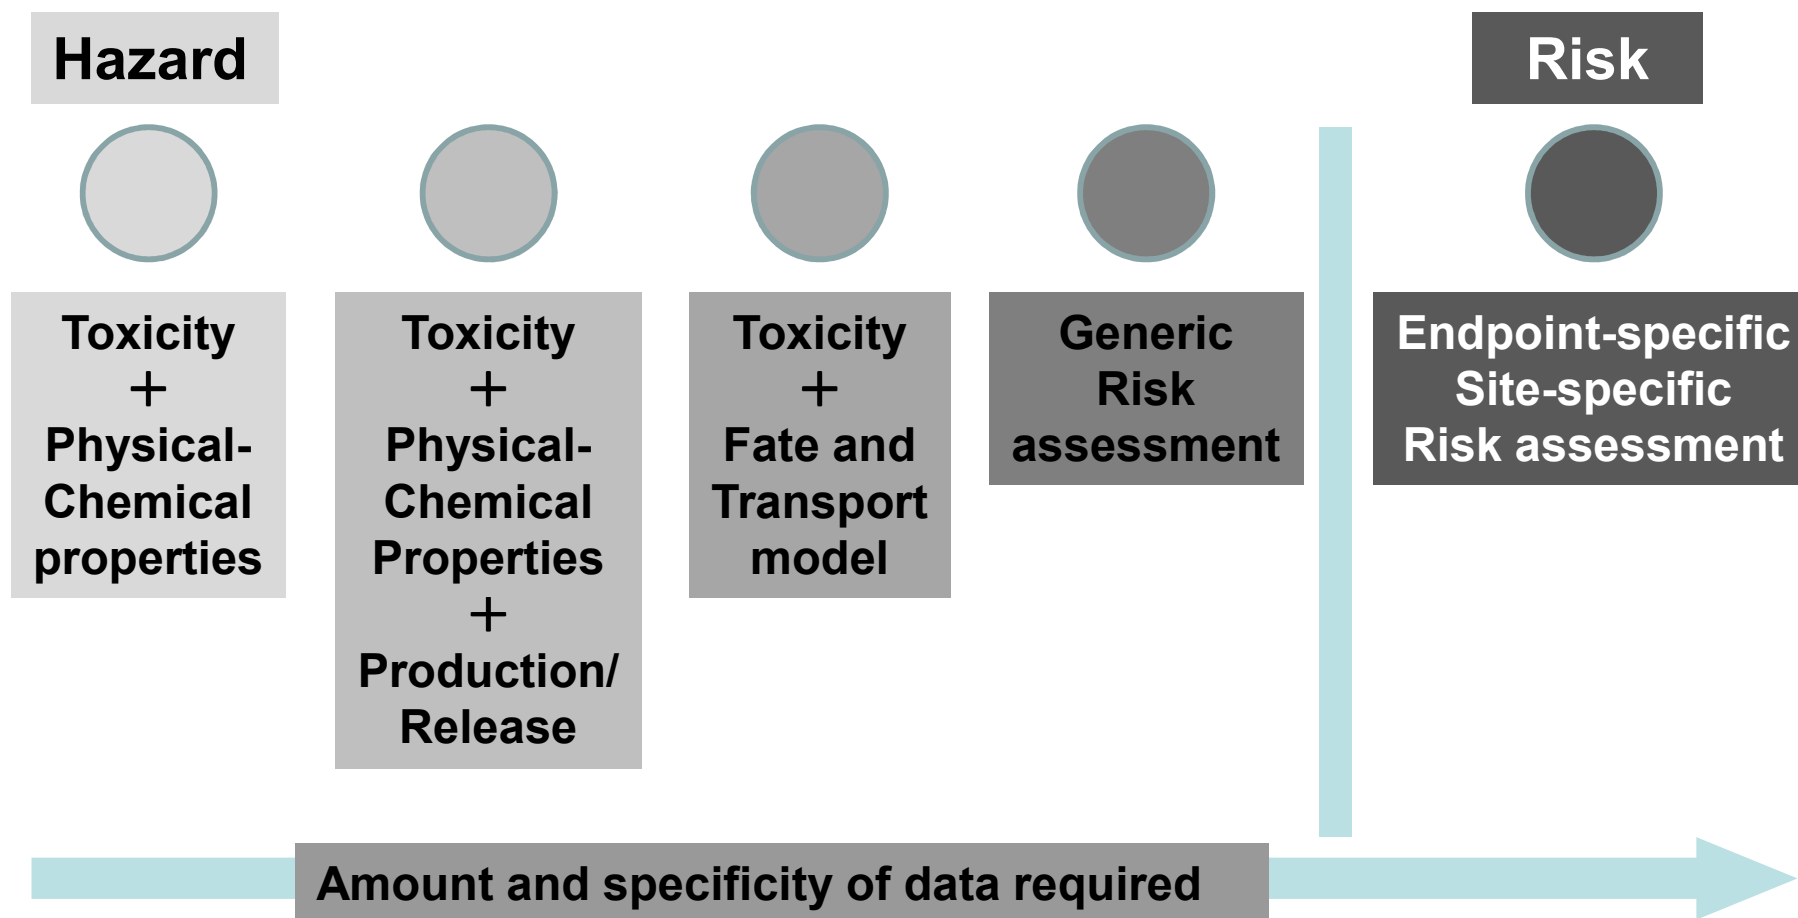 Hazard
Risk
Toxicity
+
Physical-
Chemical
properties
Toxicity
+
Physical-
Chemical
Properties
+
Production/
Release
Toxicity
+
Fate and
Transport
model
Generic
Risk
assessment
Endpoint-specific
Site-specific
Risk assessment
Amount and specificity of data required